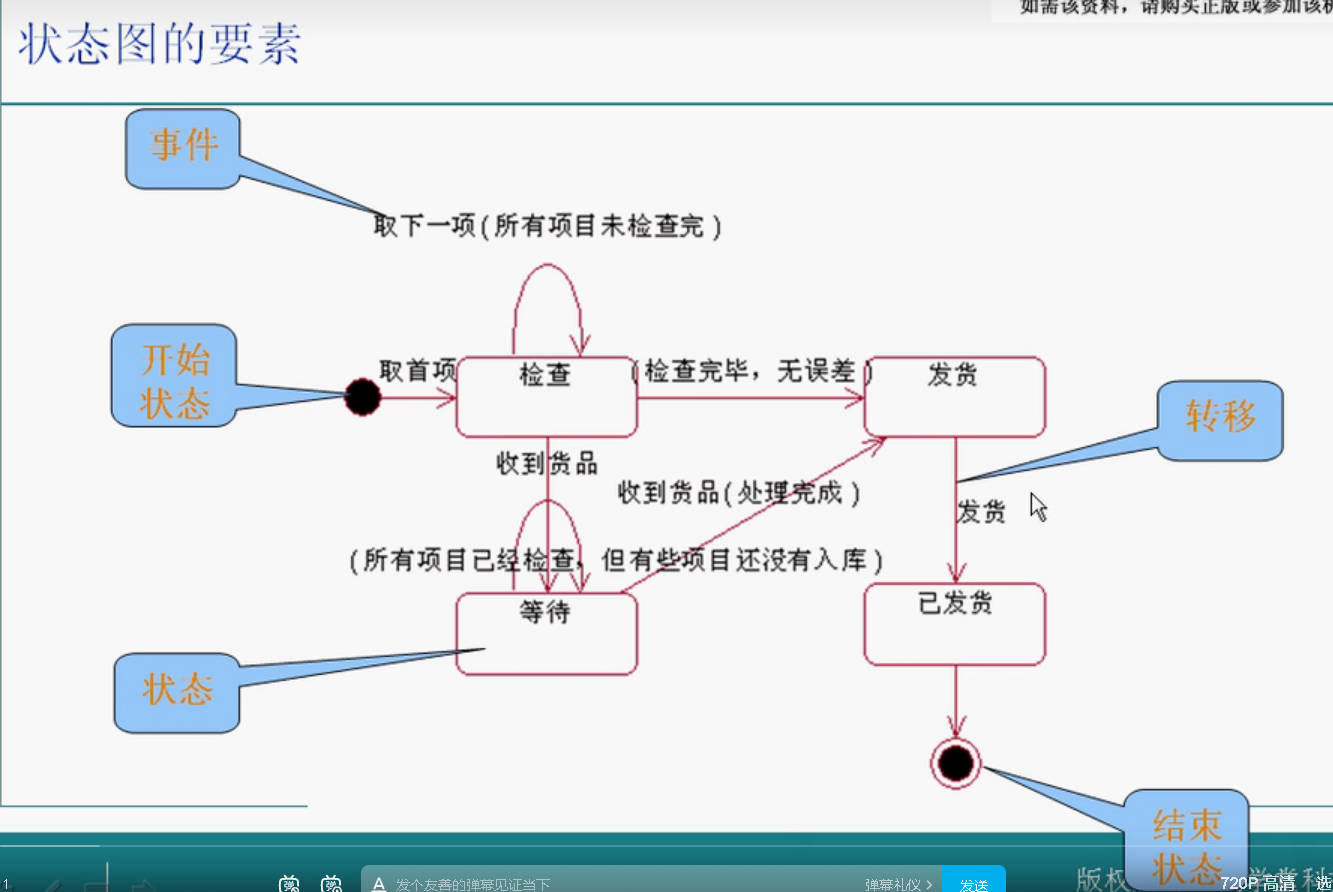 如需该资料，请购买正版或参加该
状态图的要素
事件
取下一项(所有项目未检查完)
开始
状态
取首项
检查
(检查完毕，无误差)
发货
转移
收到货品
收到货品(处理完成)
发货
(所有项目已经检查，但有些项目还没有入库)
等待
已发货
状态
结束
状态
版权
学赏科
1
A 发个友善的弹幕见证当下
弹幕礼仪 >
发送
720P 高清
选